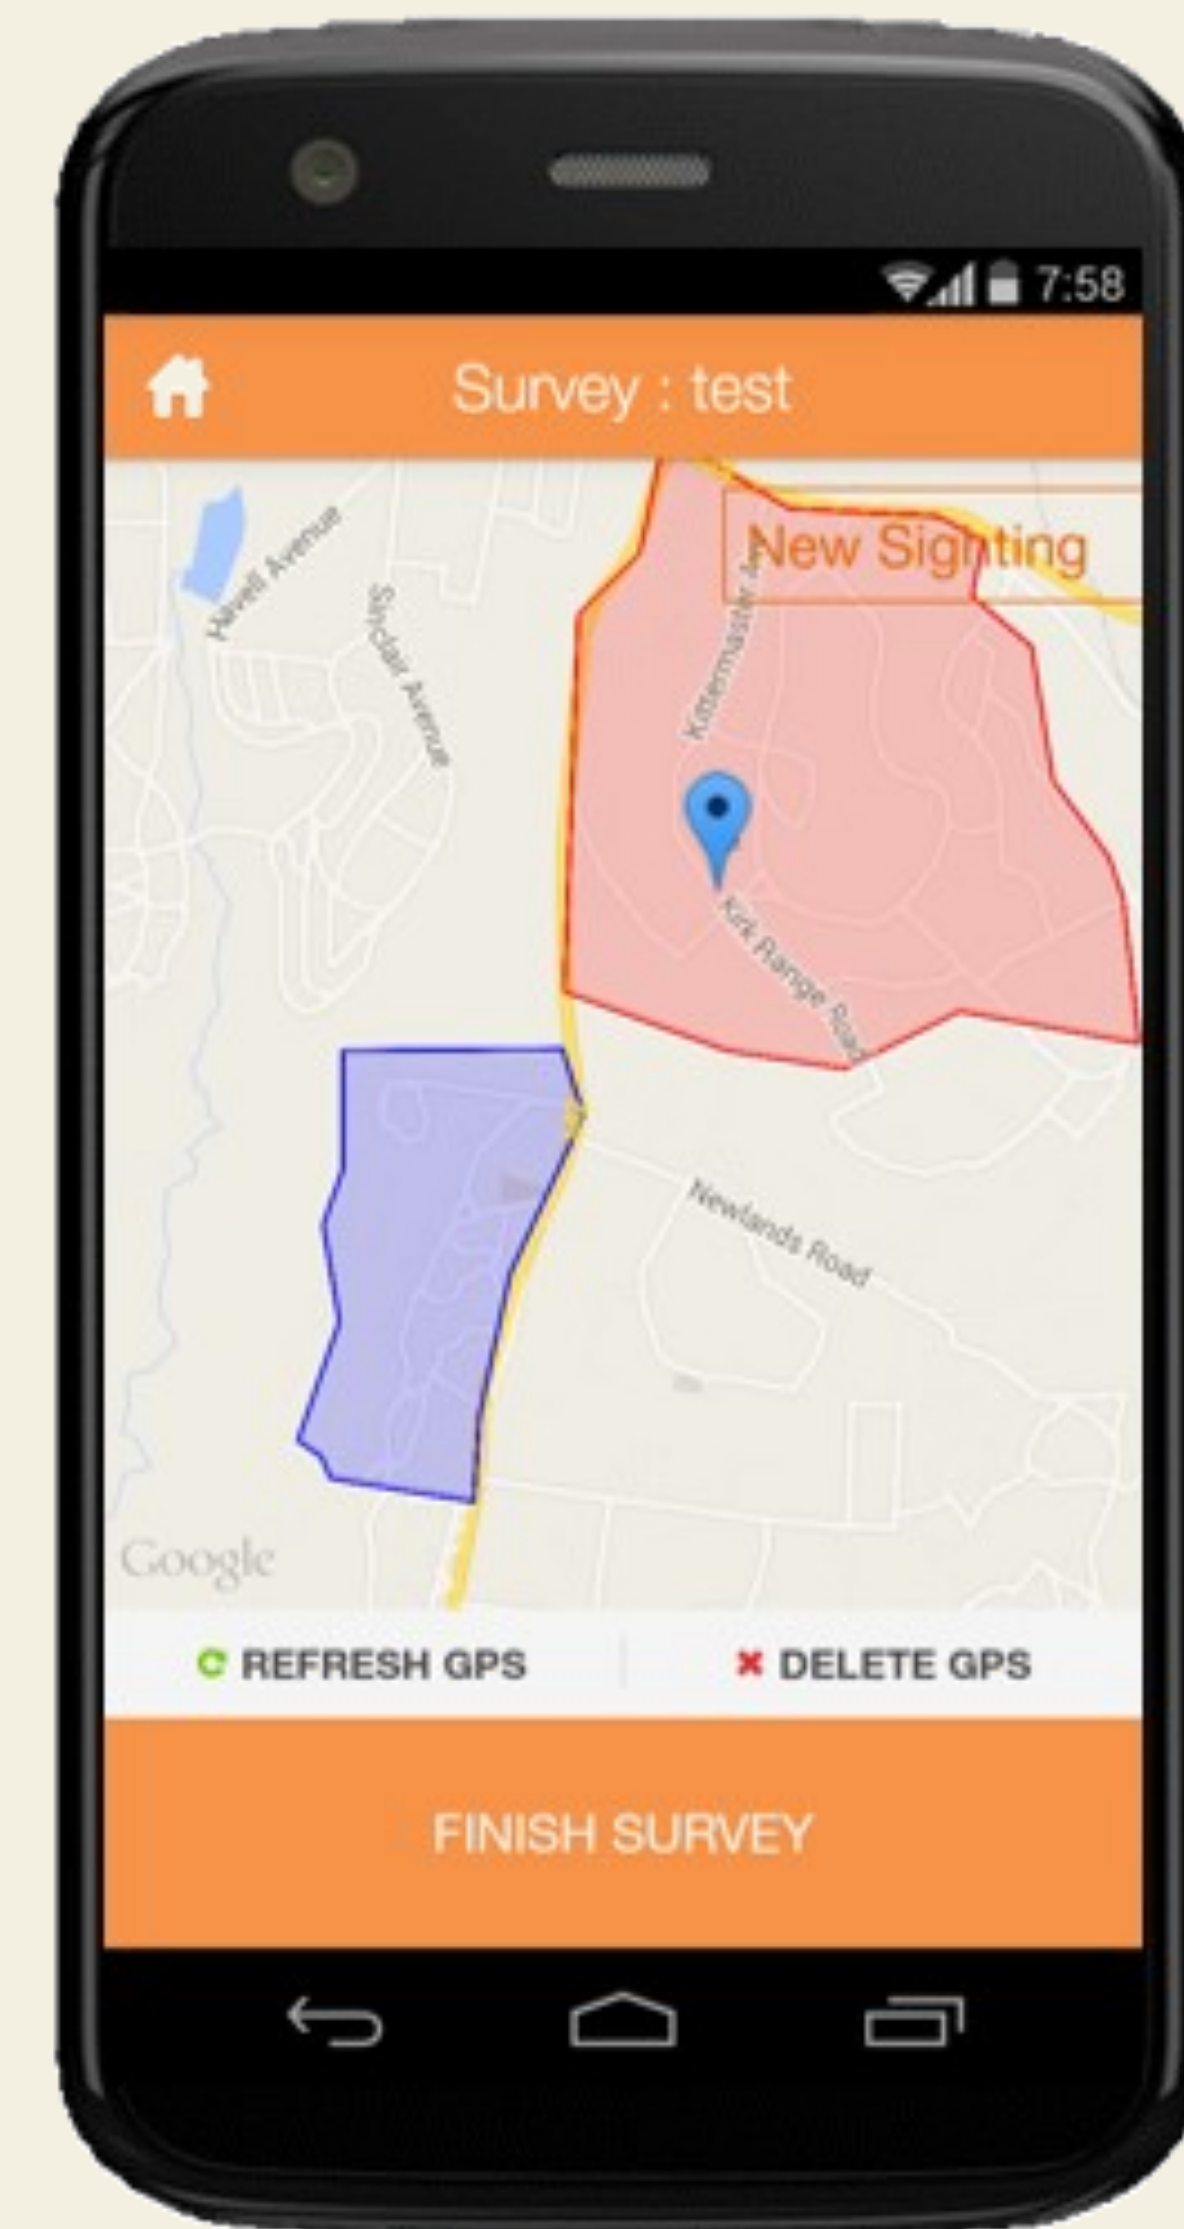 7:58
Survey : test
New Sighting
Havell Avenue
Sinclair Avenue
Kittermaster
Kirk Range Road
Newlands Road
Google
REFRESH GPS
DELETE GPS
FINISH SURVEY